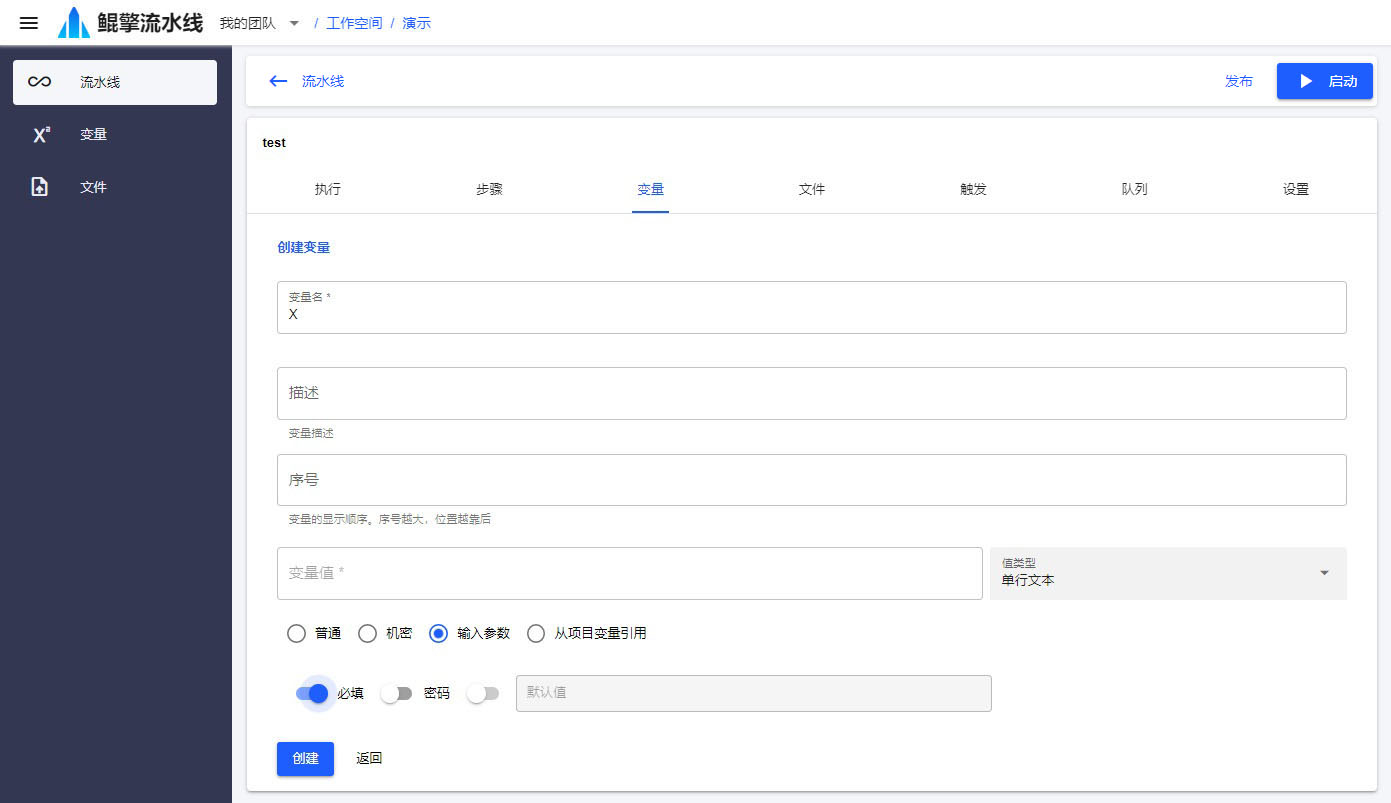 鲲擎流水线 我的团队 / 工作空间 / 演示
流水线
变量
文件
流水线 发布 启动
test
执行 步骤 变量 文件 触发 队列 设置
创建变量
变量名 *
X
描述
变量描述
序号
变量的显示顺序。序号越大，位置越靠后
变量值 * 值类型
单行文本
普通 机密 输入参数 从项目变量引用
必填 密码 默认值
创建 返回